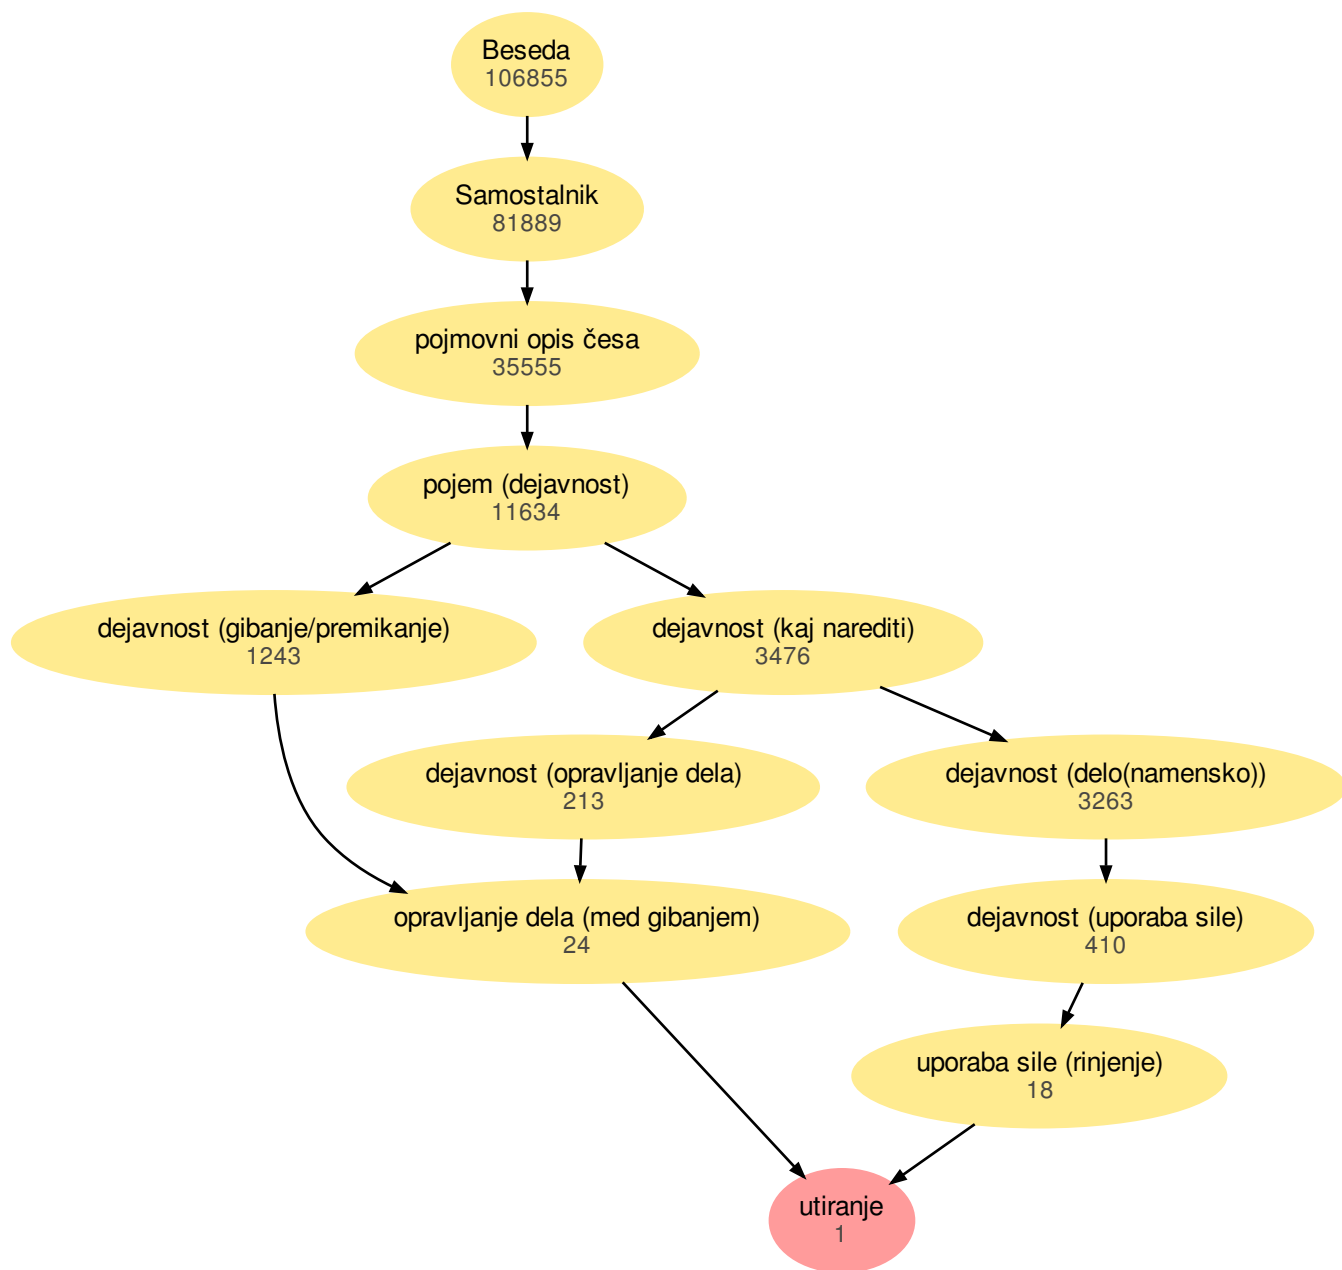 Beseda
106855
Samostalnik
81889
pojmovni opis česa
35555
pojem (dejavnost)
11634
dejavnost (gibanje/premikanje)
1243
dejavnost (kaj narediti)
3476
dejavnost (opravljanje dela)
213
dejavnost (delo(namensko))
3263
opravljanje dela (med gibanjem)
24
dejavnost (uporaba sile)
410
uporaba sile (rinjenje)
18
utiranje
1